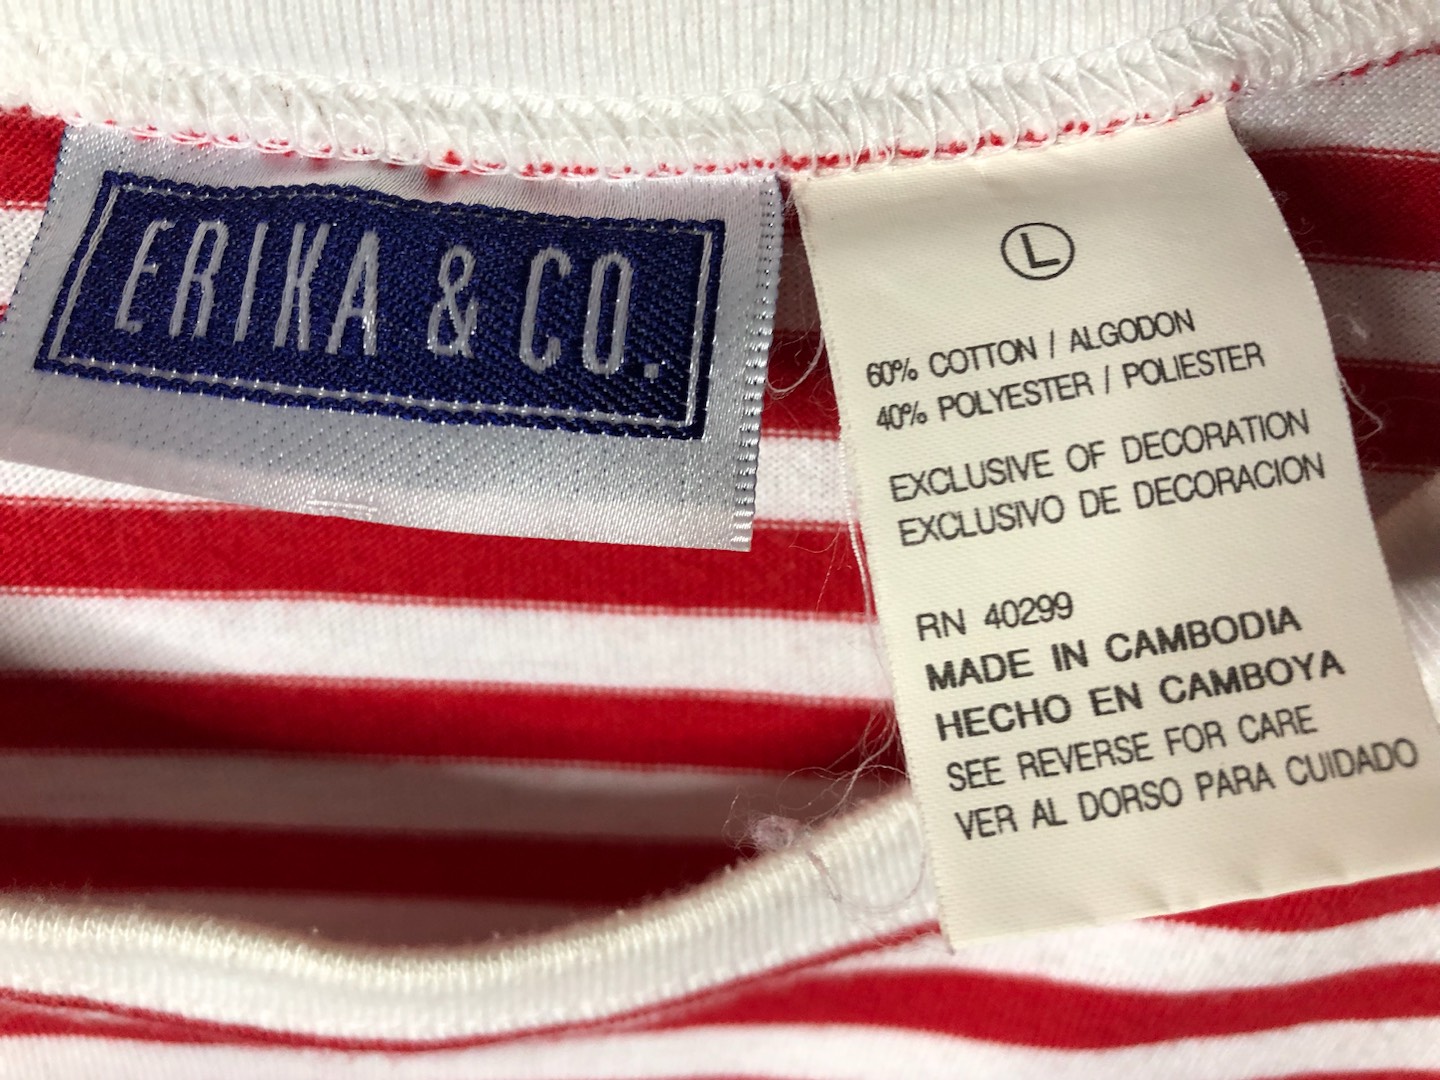 ERIKA & CO.
L
60% COTTON / ALGODON
40% POLYESTER / POLIESTER
EXCLUSIVE OF DECORATION
EXCLUSIVO DE DECORACION
RN 40299
MADE IN CAMBODIA
HECHO EN CAMBOYA
SEE REVERSE FOR CARE
VER AL DORSO PARA CUIDADO